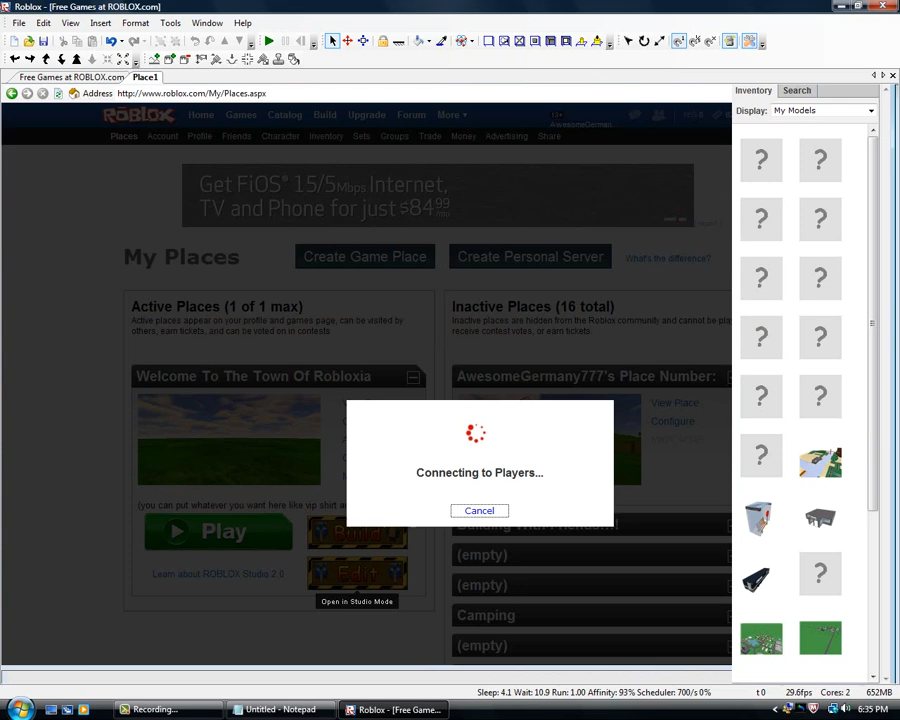 Roblox - [Free Games at ROBLOX.com]
File Edit View Insert Format Tools Window Help
Free Games at ROBLOX.com Place1
Address http://www.roblox.com/My/Places.aspx
Inventory Search
Display: My Models
ROBLOX Home Games Catalog Build Upgrade Forum More
Places Account Profile Friends Character Inventory Sets Groups Trade Money Advertising Share
Get FiOS® 15/5Mbps Internet,
TV and Phone for just $84.99
My Places
Create Game Place Create Personal Server What's the difference?
Active Places (1 of 1 max)
Active places appear on your profile and games page, can be visited by
others, earn tickets, and can be voted on in contests.
Inactive Places (16 total)
Inactive places are hidden from the Roblox community and cannot be
receive contest votes, or earn tickets.
Welcome To The Town Of Robloxia
AwesomeGermany777's Place Number:
View Place
Configure
Connecting to Players...
Cancel
(you can put whatever you want here like vip shirt
Play
Build
Edit
Learn about ROBLOX Studio 2.0
Open in Studio Mode
Building With Friends!
(empty)
(empty)
Camping
(empty)
Sleep: 4.1 Wait: 10.9 Run: 1.00 Affinity: 93% Scheduler: 700/s 0% t 0 29.6fps Cores: 2 652MB
Recording... Untitled - Notepad Roblox - [Free Game... 6:35 PM